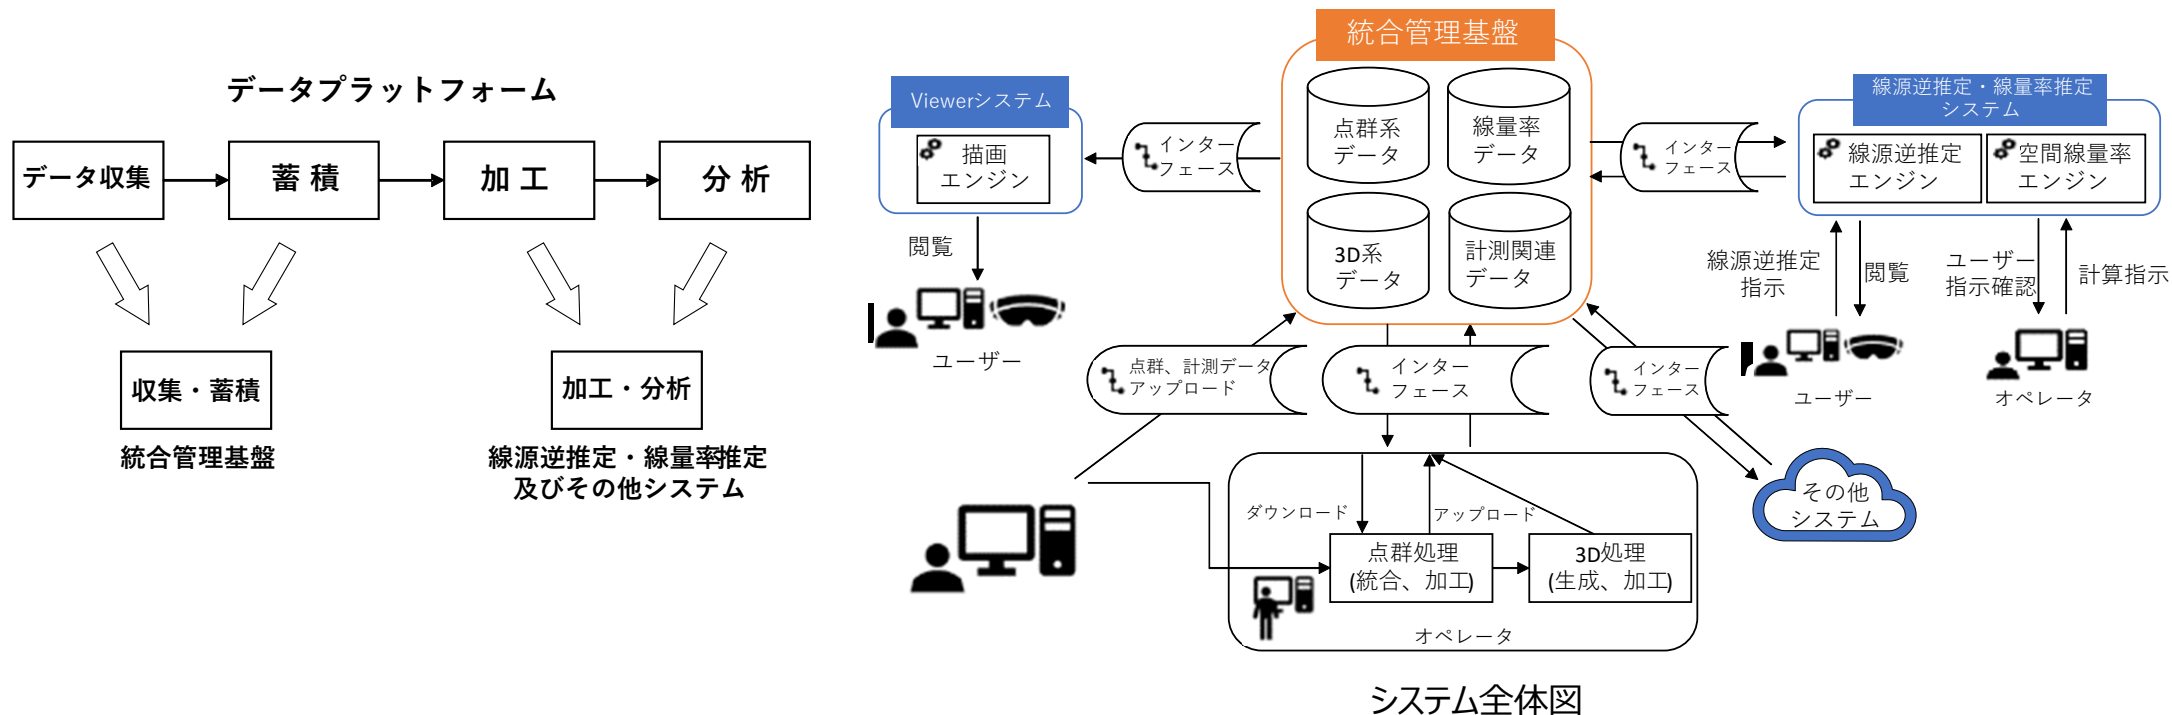 データプラットフォーム
データ収集
蓄積
加工
分析
収集・蓄積
統合管理基盤
加工・分析
線源逆推定・線量率推定
及びその他システム
統合管理基盤
点群系
データ
線量率
データ
3D系
データ
計測関連
データ
Viewerシステム
描画
エンジン
インター
フェース
閲覧
ユーザー
インター
フェース
線源逆推定・線量率推定
システム
線源逆推定
エンジン
空間線量率
エンジン
線源逆推定
指示
閲覧
ユーザー
指示確認
計算指示
ユーザー
オペレータ
点群、計測データ
アップロード
インター
フェース
インター
フェース
その他
システム
ダウンロード
アップロード
点群処理
(統合、加工)
3D処理
(生成、加工)
オペレータ
システム全体図